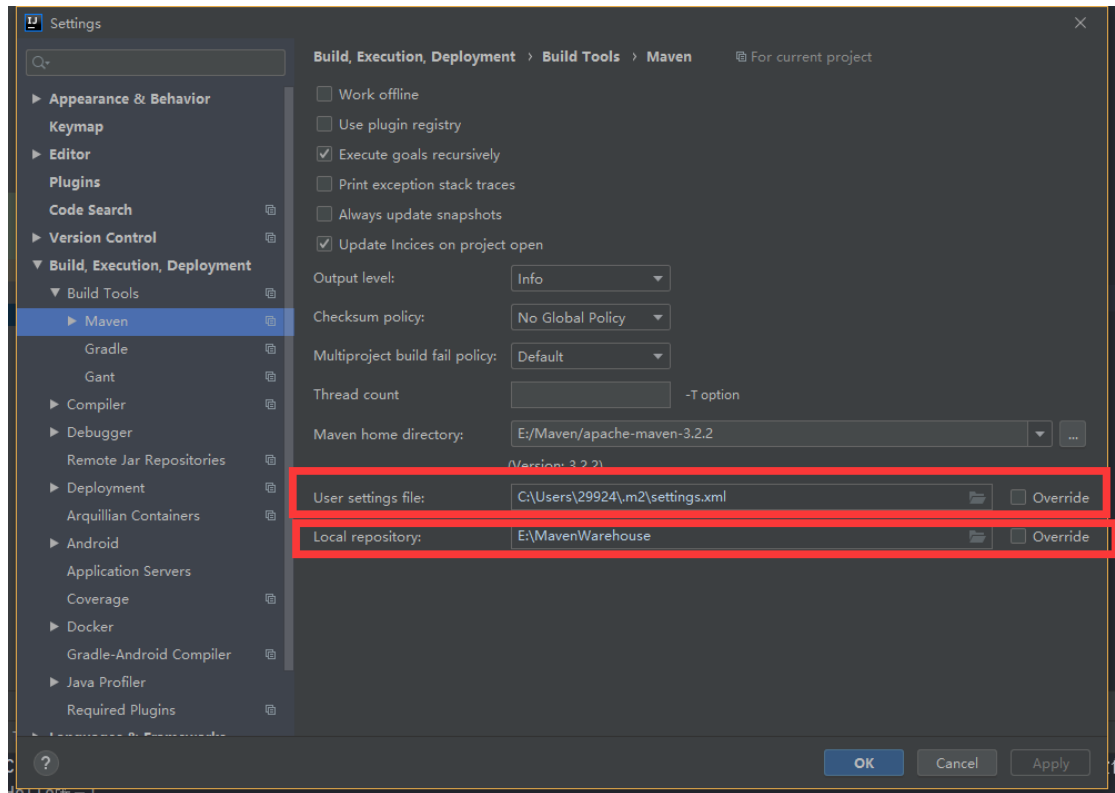 Settings
Appearance & Behavior
Keymap
Editor
Plugins
Code Search
Version Control
Build, Execution, Deployment
Build Tools
Maven
Gradle
Gant
Compiler
Debugger
Remote Jar Repositories
Deployment
Arquillian Containers
Android
Application Servers
Coverage
Docker
Gradle-Android Compiler
Java Profiler
Required Plugins
Languages & Frameworks
Build, Execution, Deployment › Build Tools › Maven For current project
Work offline
Use plugin registry
Execute goals recursively
Print exception stack traces
Always update snapshots
Update Incices on project open
Output level: Info
Checksum policy: No Global Policy
Multiproject build fail policy: Default
Thread count -T option
Maven home directory: E:/Maven/apache-maven-3.2.2 ...
(Version: 3.2.2)
User settings file: C:\Users\29924\.m2\settings.xml Override
Local repository: E:\MavenWarehouse Override
? OK Cancel Apply